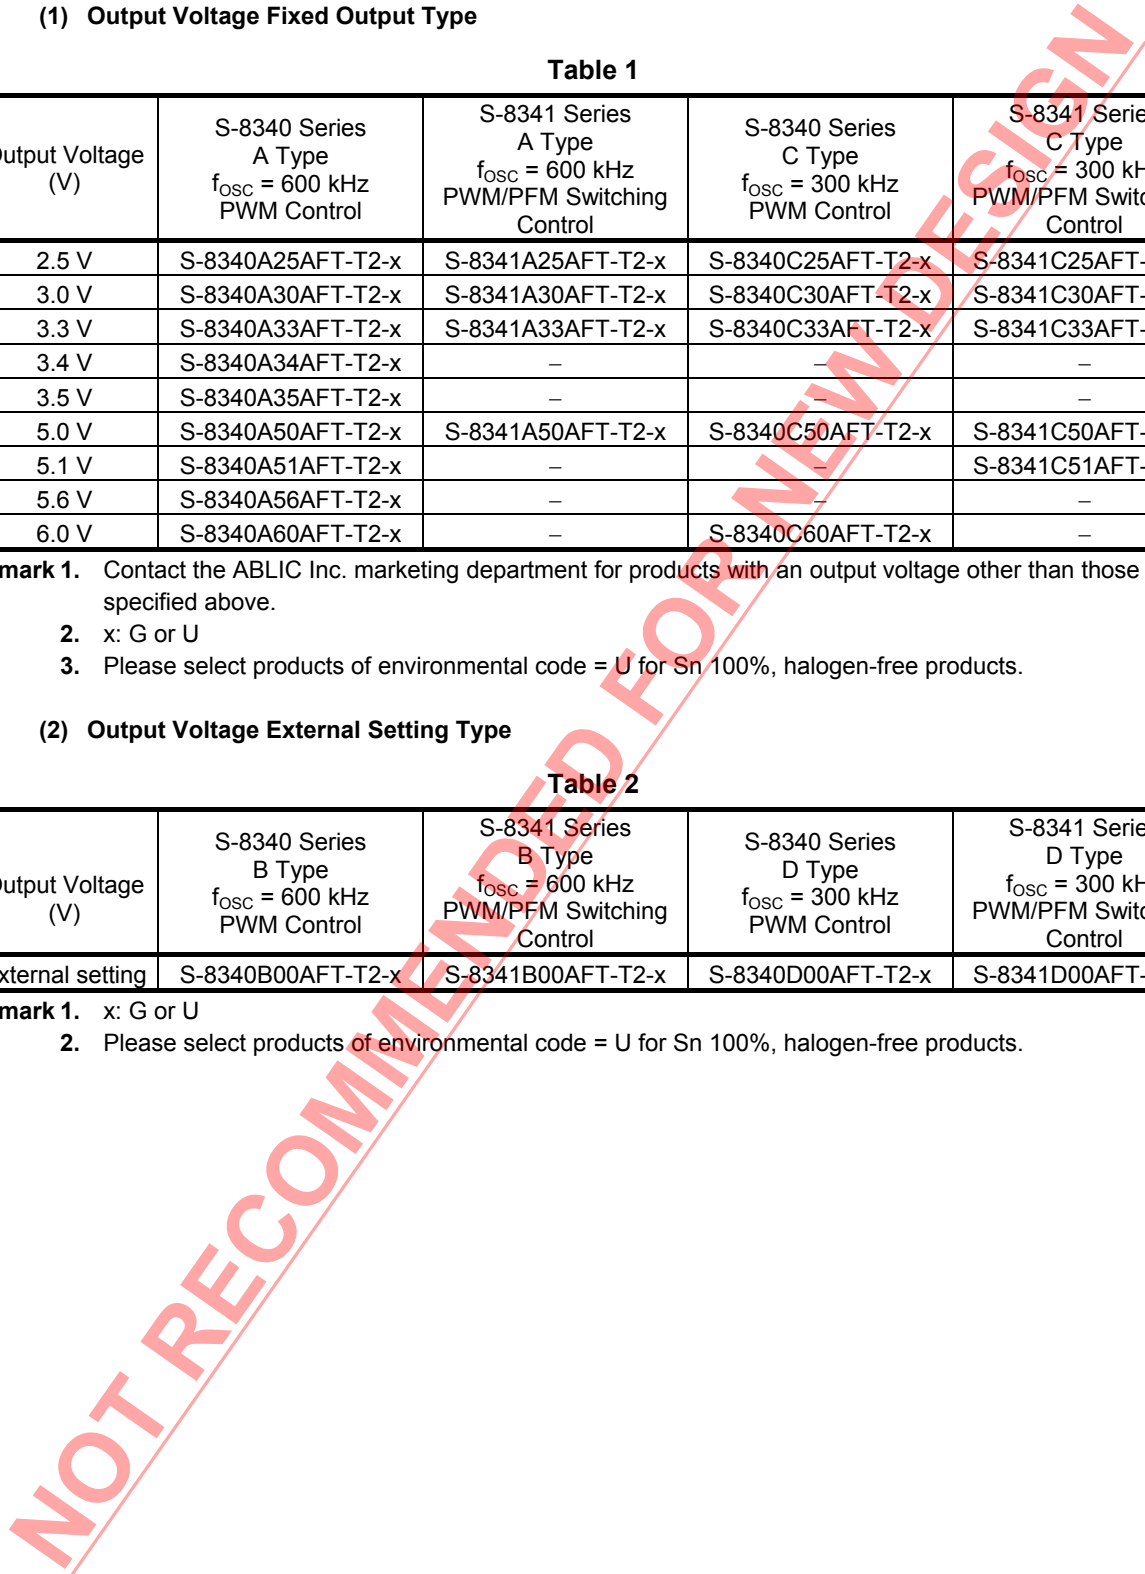 (1) Output Voltage Fixed Output Type
Table 1
Output Voltage (V) | S-8340 Series A Type fOSC = 600 kHz PWM Control | S-8341 Series A Type fOSC = 600 kHz PWM/PFM Switching Control | S-8340 Series C Type fOSC = 300 kHz PWM Control | S-8341 Serie C Type fOSC = 300 kH PWM/PFM Switc Control
2.5 V | S-8340A25AFT-T2-x | S-8341A25AFT-T2-x | S-8340C25AFT-T2-x | S-8341C25AFT-
3.0 V | S-8340A30AFT-T2-x | S-8341A30AFT-T2-x | S-8340C30AFT-T2-x | S-8341C30AFT-
3.3 V | S-8340A33AFT-T2-x | S-8341A33AFT-T2-x | S-8340C33AFT-T2-x | S-8341C33AFT-
3.4 V | S-8340A34AFT-T2-x | – | – | –
3.5 V | S-8340A35AFT-T2-x | – | – | –
5.0 V | S-8340A50AFT-T2-x | S-8341A50AFT-T2-x | S-8340C50AFT-T2-x | S-8341C50AFT-
5.1 V | S-8340A51AFT-T2-x | – | – | S-8341C51AFT-
5.6 V | S-8340A56AFT-T2-x | – | – | –
6.0 V | S-8340A60AFT-T2-x | – | S-8340C60AFT-T2-x | –
mark 1. Contact the ABLIC Inc. marketing department for products with an output voltage other than those
specified above.
2. x: G or U
3. Please select products of environmental code = U for Sn 100%, halogen-free products.
(2) Output Voltage External Setting Type
Table 2
Output Voltage (V) | S-8340 Series B Type fOSC = 600 kHz PWM Control | S-8341 Series B Type fOSC = 600 kHz PWM/PFM Switching Control | S-8340 Series D Type fOSC = 300 kHz PWM Control | S-8341 Serie D Type fOSC = 300 kH PWM/PFM Switc Control
xternal setting | S-8340B00AFT-T2-x | S-8341B00AFT-T2-x | S-8340D00AFT-T2-x | S-8341D00AFT-
mark 1. x: G or U
2. Please select products of environmental code = U for Sn 100%, halogen-free products.
NOT RECOMMENDED FOR NEW DESIGN